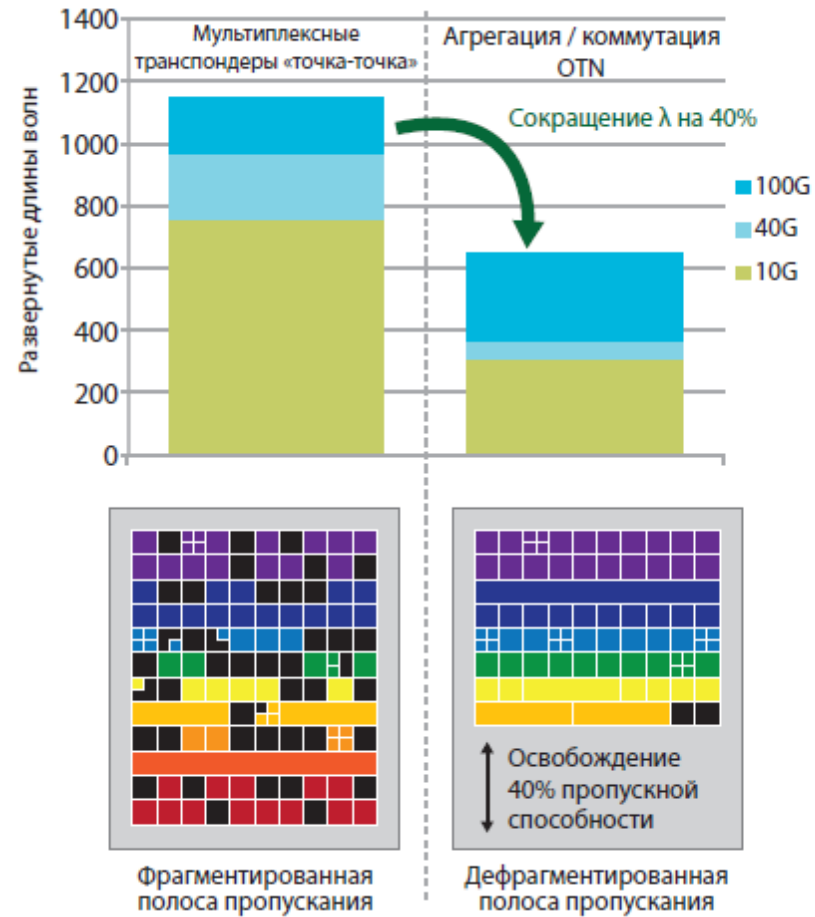 Мультиплексные
транспондеры «точка-точка»
Агрегация / коммутация
OTN
Сокращение λ на 40%
Развернутые длины волн
1400
1200
1000
800
600
400
200
0
100G
40G
10G
Освобождение
40% пропускной
способности
Фрагментированная
полоса пропускания
Дефрагментированная
полоса пропускания